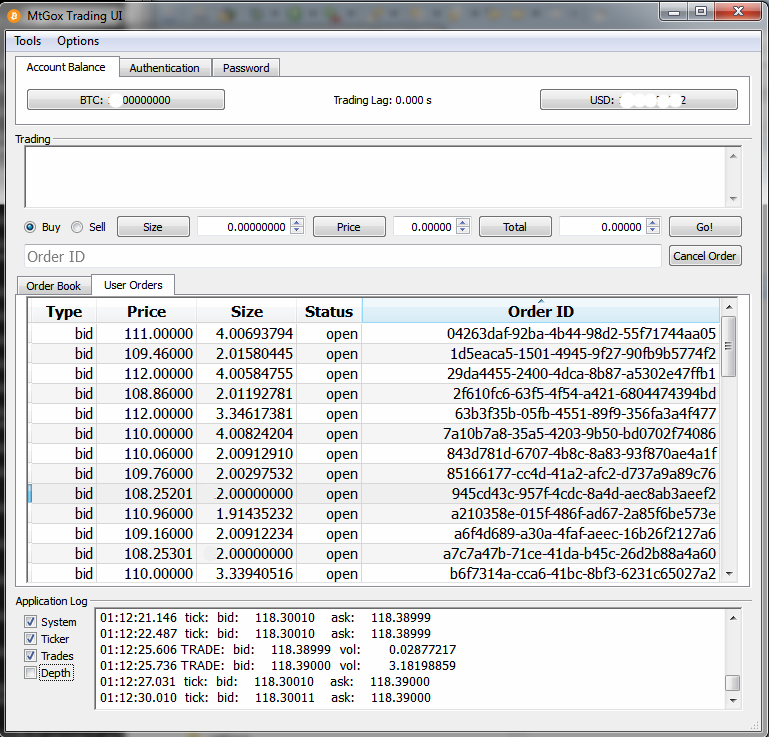 MtGox Trading UI
Tools Options
Account Balance Authentication Password
BTC: 00000000 Trading Lag: 0.000 s USD: 2
Trading
Buy Sell Size 0.00000000 Price 0.00000 Total 0.00000 Go!
Order ID Cancel Order
Order Book User Orders
Type Price Size Status Order ID
bid 111.00000 4.00693794 open 04263daf-92ba-4b44-98d2-55f71744aa05
bid 109.46000 2.01580445 open 1d5eaca5-1501-4945-9f27-90fb9b5774f2
bid 112.00000 4.00584755 open 29da4455-2400-4dca-8b87-a5302e47ffb1
bid 108.86000 2.01192781 open 2f610fc6-63f5-4f54-a421-6804474394bd
bid 112.00000 3.34617381 open 63b3f35b-05fb-4551-89f9-356fa3a4f477
bid 110.00000 4.00824204 open 7a10b7a8-35a5-4203-9b50-bd0702f74086
bid 110.06000 2.00912910 open 843d781d-6707-4b8c-8a83-93f870ae4a1f
bid 109.76000 2.00297532 open 85166177-cc4d-41a2-afc2-d737a9a89c76
bid 108.25201 2.00000000 open 945cd43c-957f-4cdc-8a4d-aec8ab3aeef2
bid 110.96000 1.91435232 open a210358e-015f-486f-ad67-2a85f6be573e
bid 109.16000 2.00912234 open a6f4d689-a30a-4faf-aeec-16b26f2127a6
bid 108.25301 2.00000000 open a7c7a47b-71ce-41da-b45c-26d2b88a4a60
bid 110.00000 3.33940516 open b6f7314a-cca6-41bc-8bf3-6231c65027a2
Application Log
System
Ticker
Trades
Depth
01:12:21.146 tick: bid: 118.30010 ask: 118.38999
01:12:22.487 tick: bid: 118.30010 ask: 118.38999
01:12:25.606 TRADE: bid: 118.38999 vol: 0.02877217
01:12:25.736 TRADE: bid: 118.39000 vol: 3.18198859
01:12:27.031 tick: bid: 118.30010 ask: 118.39000
01:12:30.010 tick: bid: 118.30011 ask: 118.39000